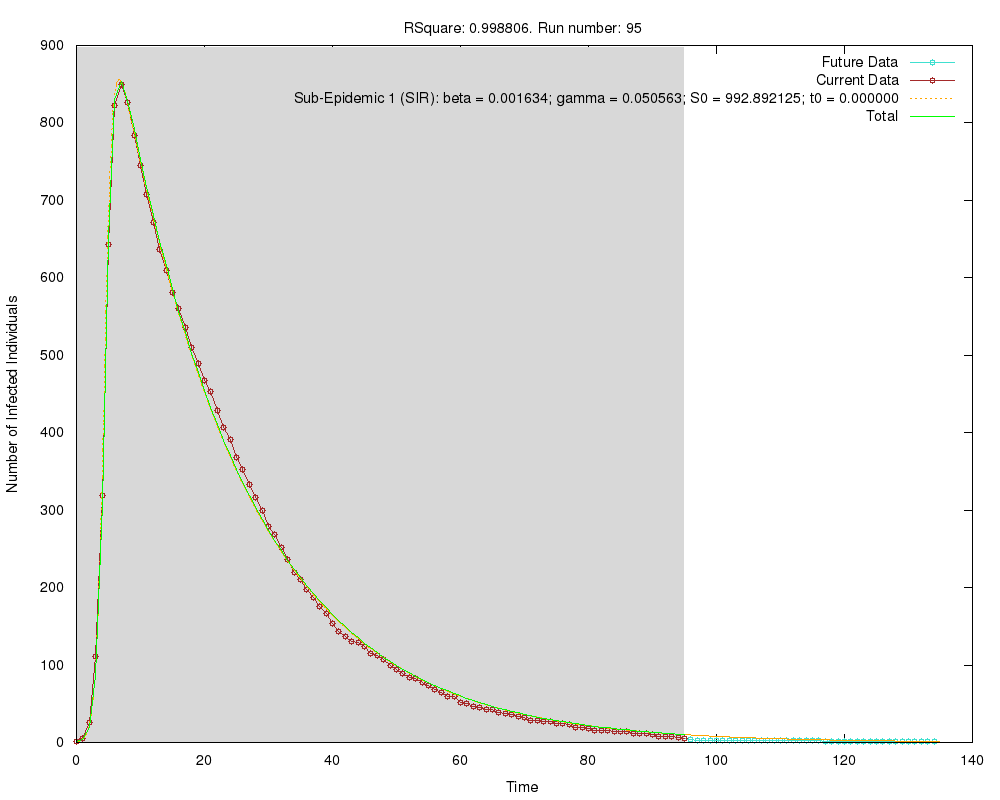 RSquare: 0.998806. Run number: 95
Future Data
Current Data
Sub-Epidemic 1 (SIR): beta = 0.001634; gamma = 0.050563; S0 = 992.892125; t0 = 0.000000
Total
900
800
700
600
500
400
300
200
100
0
Number of Infected Individuals
0 20 40 60 80 100 120 140
Time